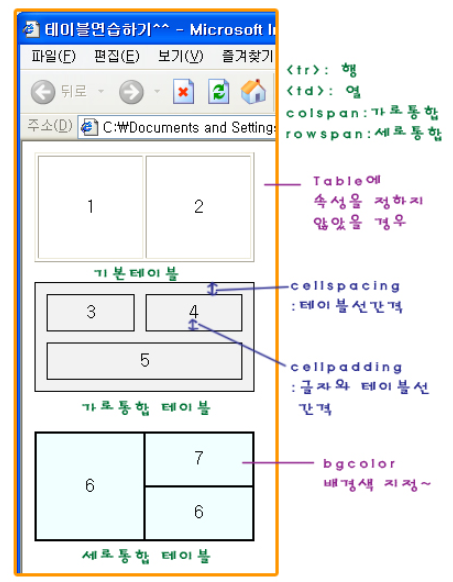 테이블연습하기^^ - Microsoft I
파일(F) 편집(E) 보기(V) 즐겨찾기
뒤로
주소(D) C:₩Documents and Setting
<tr>: 행
<td>: 열
colspan:가로통합
rowspan:세로통합
1 2
Table에
속성을 정하지
않았을 경우
기본테이블
cellspacing
:테이블선간격
3 4
5
cellpadding
:글자와 테이블선
간격
가로통합 테이블
6 7
6
bgcolor
배경색 지정~
세로통합 테이블